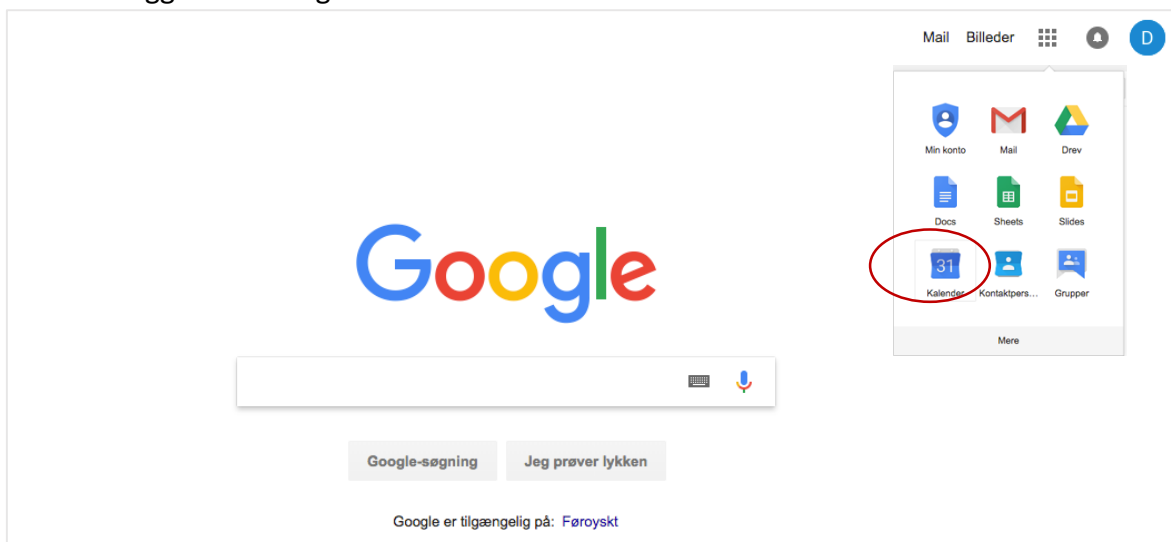 Mail Billeder D
Min konto Mail Drev
Docs Sheets Slides
31
Kalender Kontaktpers... Grupper
Mere
Google
Google-søgning Jeg prøver lykken
Google er tilgængelig på: Føroyskt